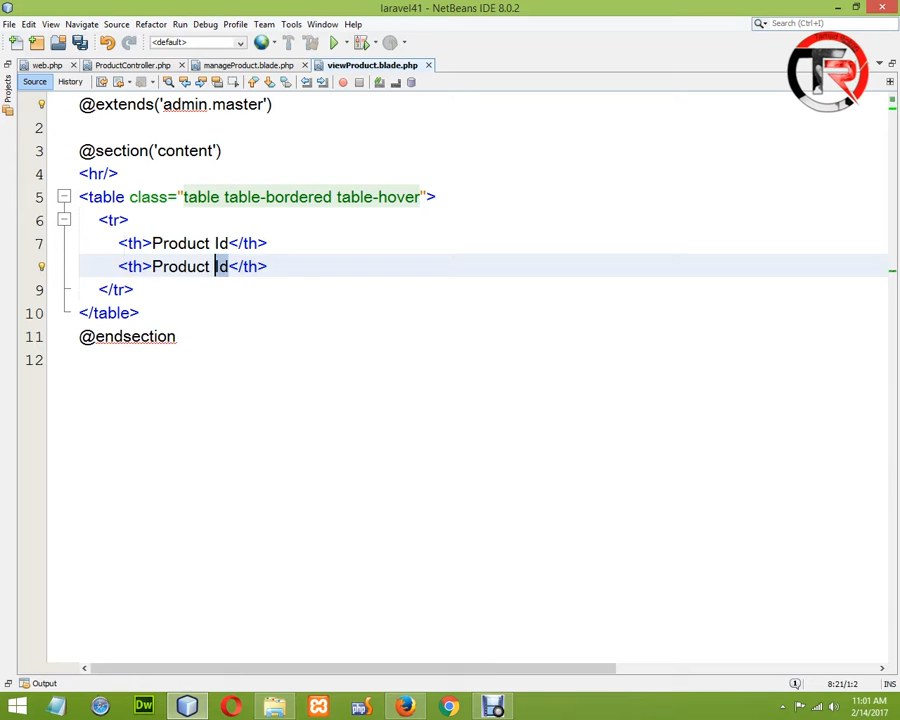 laravel41 - NetBeans IDE 8.0.2
File Edit View Navigate Source Refactor Run Debug Profile Team Tools Window Help
<default>
Search (Ctrl+I)
web.php ProductController.php manageProduct.blade.php viewProduct.blade.php
Source History
Projects
@extends('admin.master')
2
3 @section('content')
4 <hr/>
5 <table class="table table-bordered table-hover">
6 <tr>
7 <th>Product Id</th>
<th>Product Id</th>
9 </tr>
10 </table>
11 @endsection
12
Output
8:21/1:2 INS
Dw
11:01 AM
2/14/2017